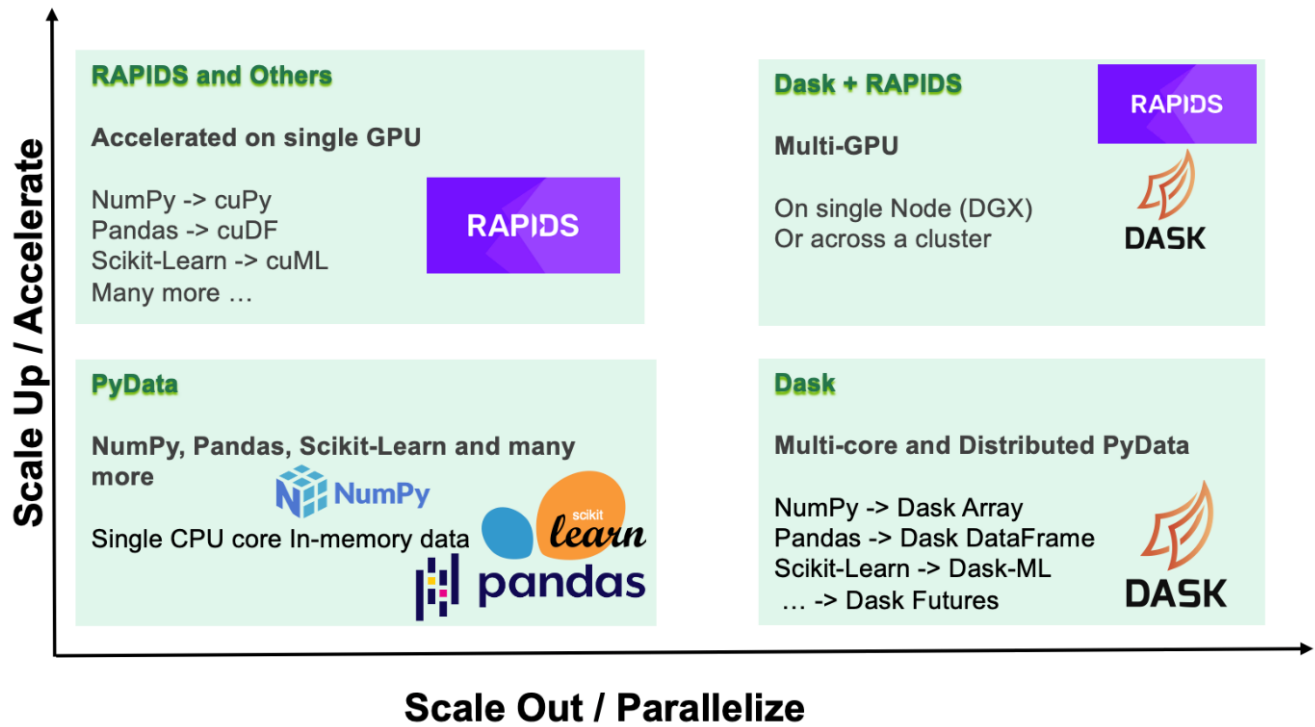 Scale Up / Accelerate
RAPIDS and Others
Accelerated on single GPU
NumPy -> cuPy
Pandas -> cuDF
Scikit-Learn -> cuML
Many more …
RAPIDS
Dask + RAPIDS
Multi-GPU
On single Node (DGX)
Or across a cluster
RAPIDS
DASK
PyData
NumPy, Pandas, Scikit-Learn and many
more
NumPy
Single CPU core In-memory data
scikit
learn
pandas
Dask
Multi-core and Distributed PyData
NumPy -> Dask Array
Pandas -> Dask DataFrame
Scikit-Learn -> Dask-ML
… -> Dask Futures
DASK
Scale Out / Parallelize